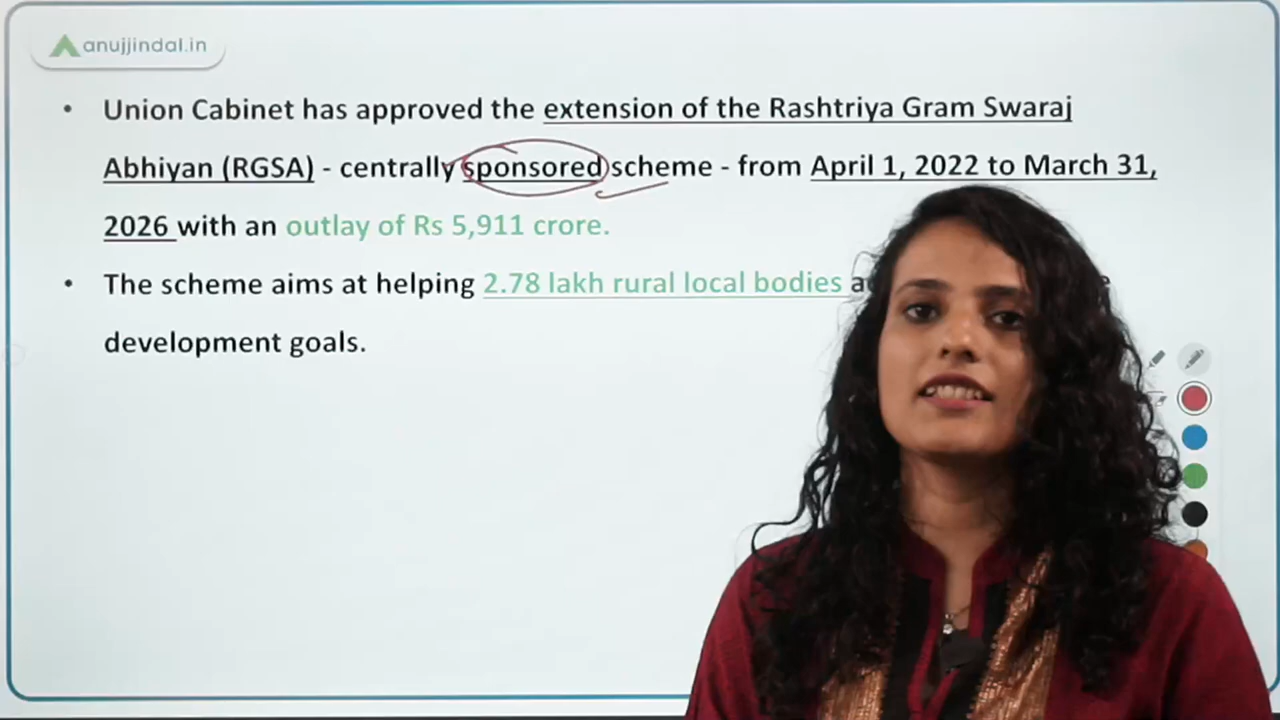 anujjindal.in
• Union Cabinet has approved the extension of the Rashtriya Gram Swaraj
Abhiyan (RGSA) - centrally sponsored scheme - from April 1, 2022 to March 31,
2026 with an outlay of Rs 5,911 crore.
• The scheme aims at helping 2.78 lakh rural local bodies
development goals.